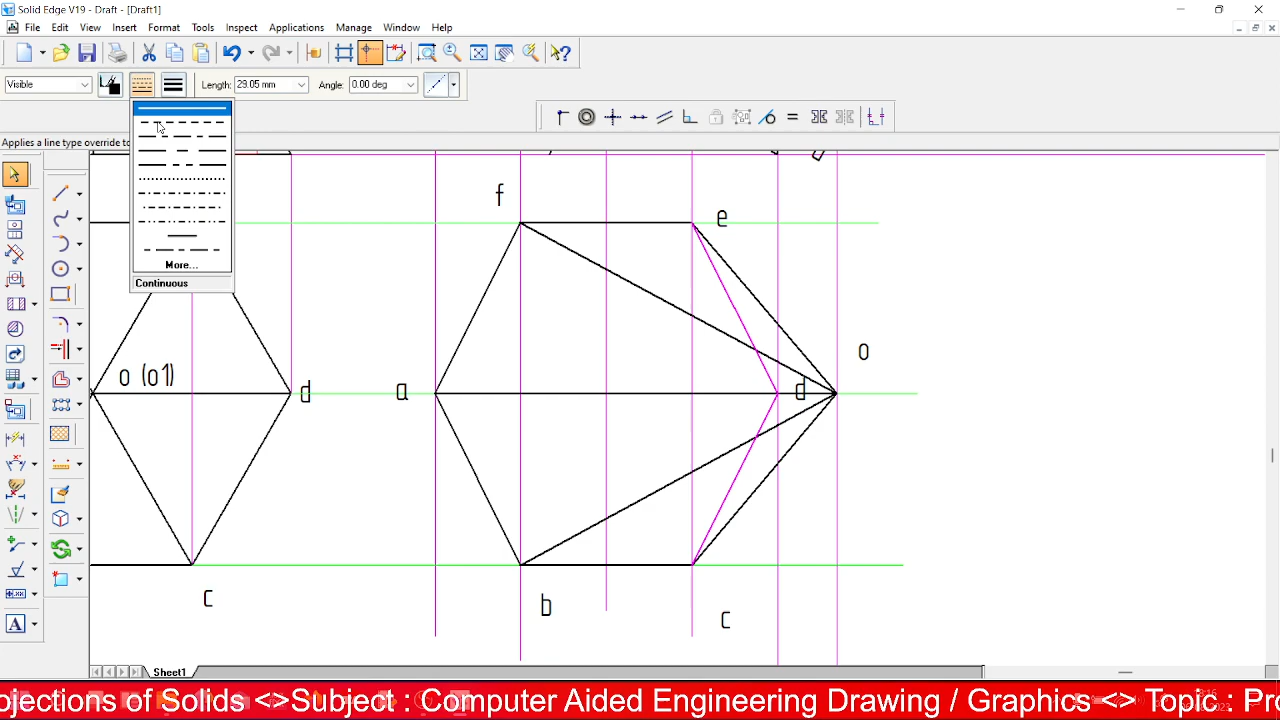 Solid Edge V19 - Draft - [Draft1]
File Edit View Insert Format Tools Inspect Applications Manage Window Help
Visible Length: 29.05 mm Angle: 0.00 deg
Applies a line type override to
More...
Continuous
f
e
o
o (o1)
d
a
d
c
b
c
Sheet1
ojections of Solids <> Subject : Computer Aided Engineering Drawing / Graphics <> Topic : Pro